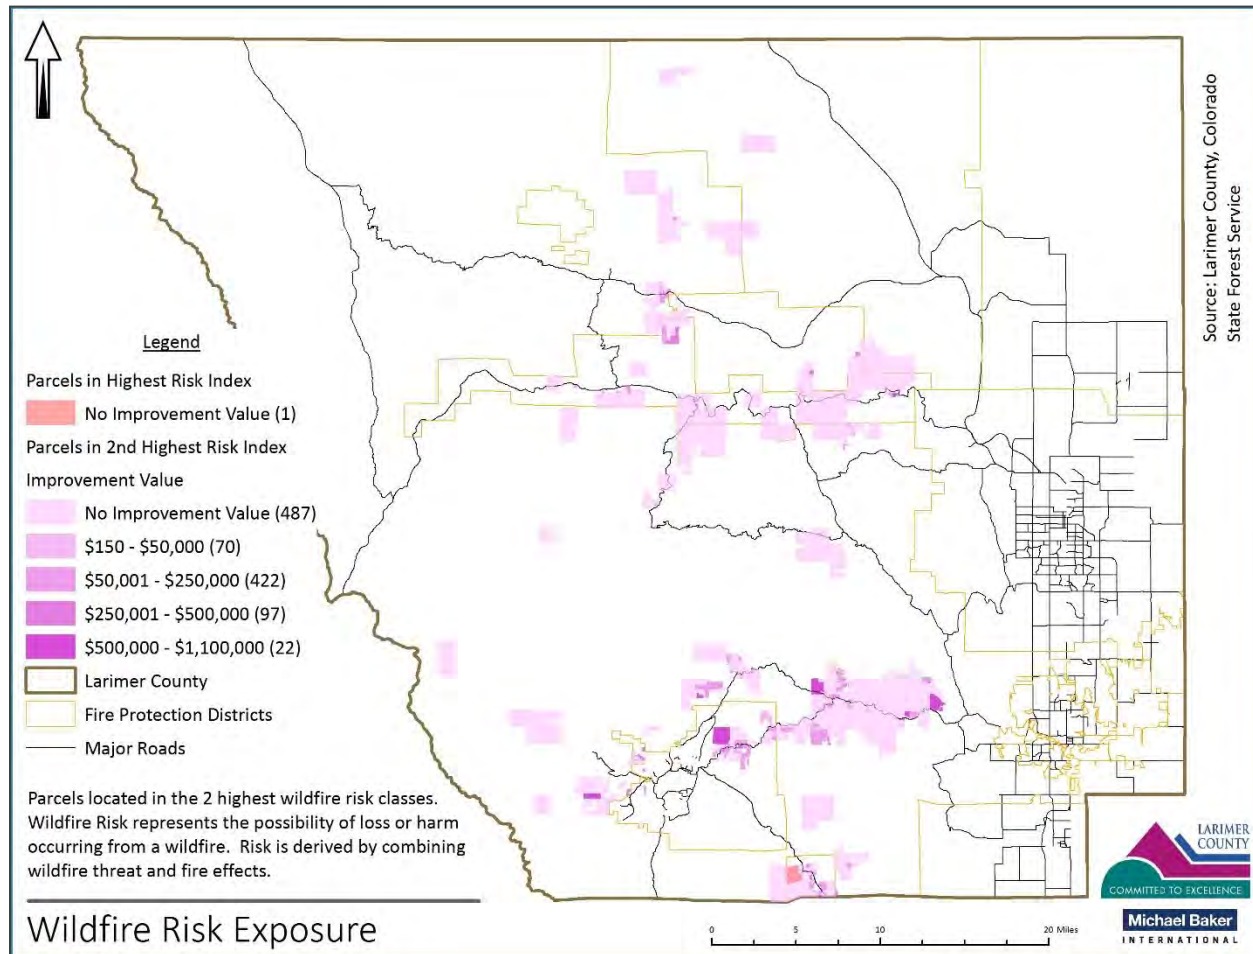 Source: Larimer County, Colorado
State Forest Service
Legend
Parcels in Highest Risk Index
No Improvement Value (1)
Parcels in 2nd Highest Risk Index
Improvement Value
No Improvement Value (487)
$150 - $50,000 (70)
$50,001 - $250,000 (422)
$250,001 - $500,000 (97)
$500,000 - $1,100,000 (22)
Larimer County
Fire Protection Districts
Major Roads
Parcels located in the 2 highest wildfire risk classes.
Wildfire Risk represents the possibility of loss or harm
occurring from a wildfire.  Risk is derived by combining
wildfire threat and fire effects.
Wildfire Risk Exposure
0 5 10 20 Miles
LARIMER
COUNTY
COMMITTED TO EXCELLENCE
Michael Baker
INTERNATIONAL